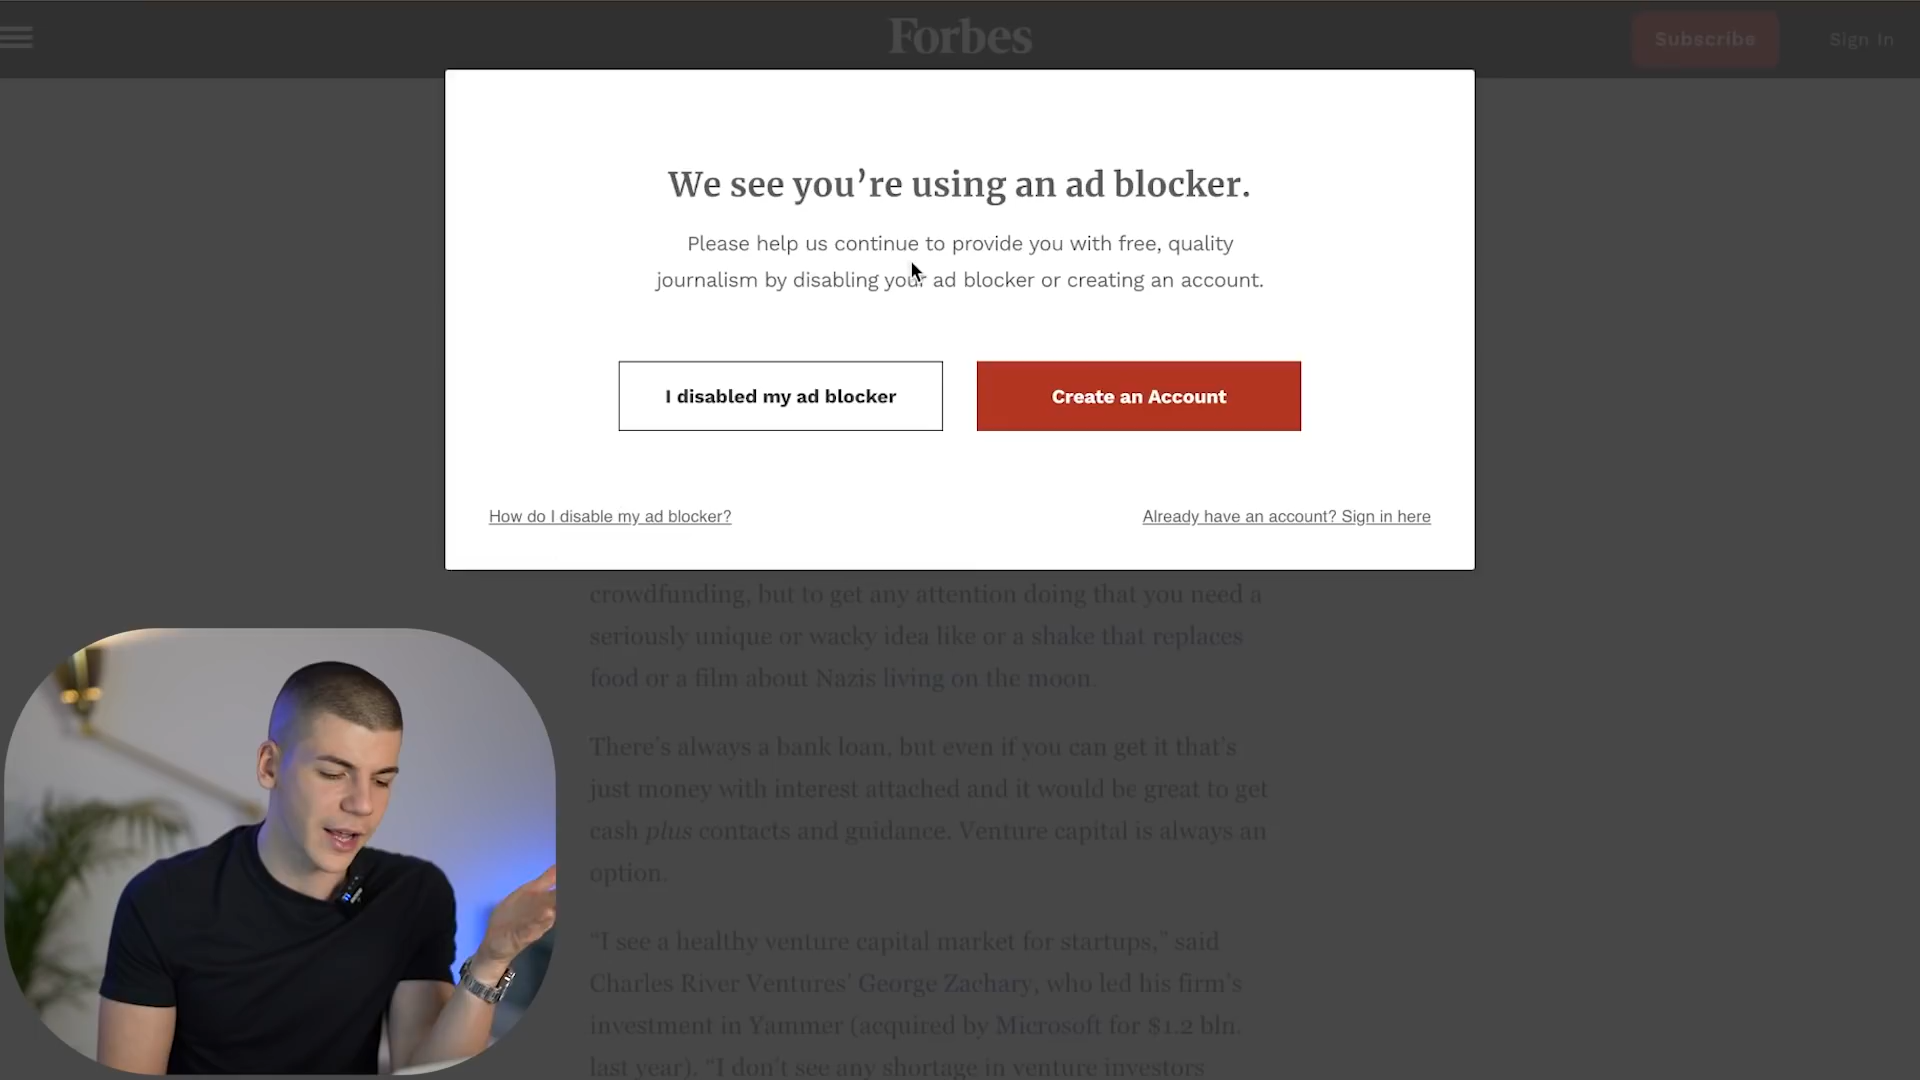 Forbes
Subscribe
Sign In
We see you’re using an ad blocker.
Please help us continue to provide you with free, quality
journalism by disabling your ad blocker or creating an account.
I disabled my ad blocker
Create an Account
How do I disable my ad blocker?
Already have an account? Sign in here
crowdfunding, but to get any attention doing that you need a
seriously unique or wacky idea like or a shake that replaces
food or a film about Nazis living on the moon.
There’s always a bank loan, but even if you can get it that’s
just money with interest attached and it would be great to get
cash plus contacts and guidance. Venture capital is always an
option.
“I see a healthy venture capital market for startups,” said
Charles River Ventures’ George Zachary, who led his firm’s
investment in Yammer (acquired by Microsoft for $1.2 bln.
last year). “I don’t see any shortage in venture investors